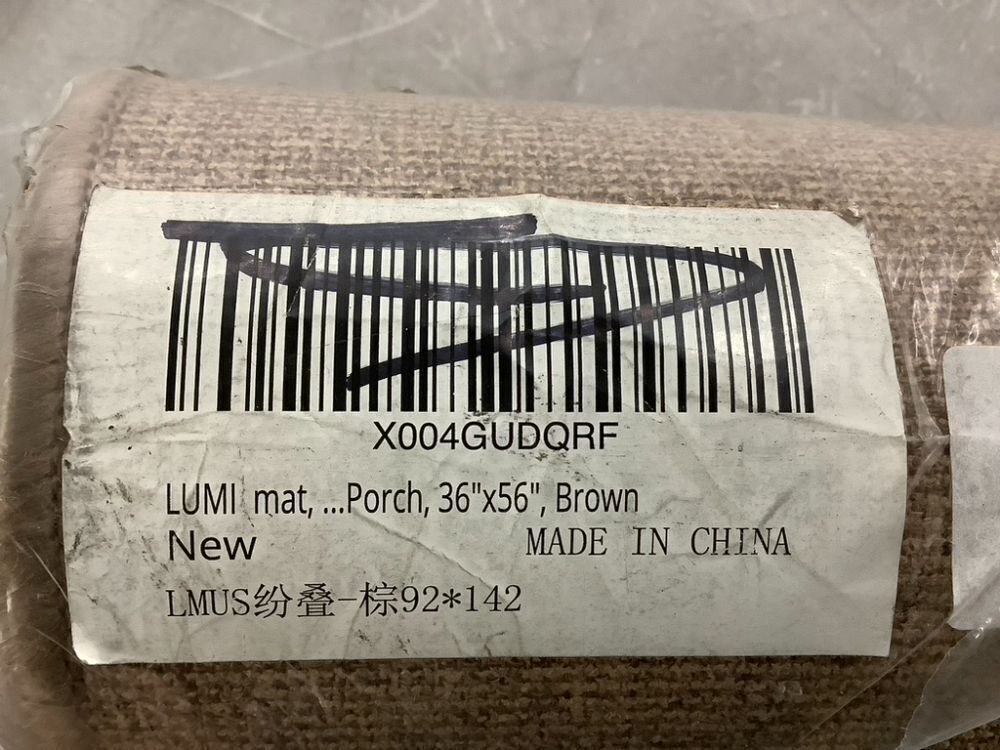 X004GUDQRF
LUMI mat, ...Porch, 36"x56", Brown
New
MADE IN CHINA
LMUS纷叠-棕92*142